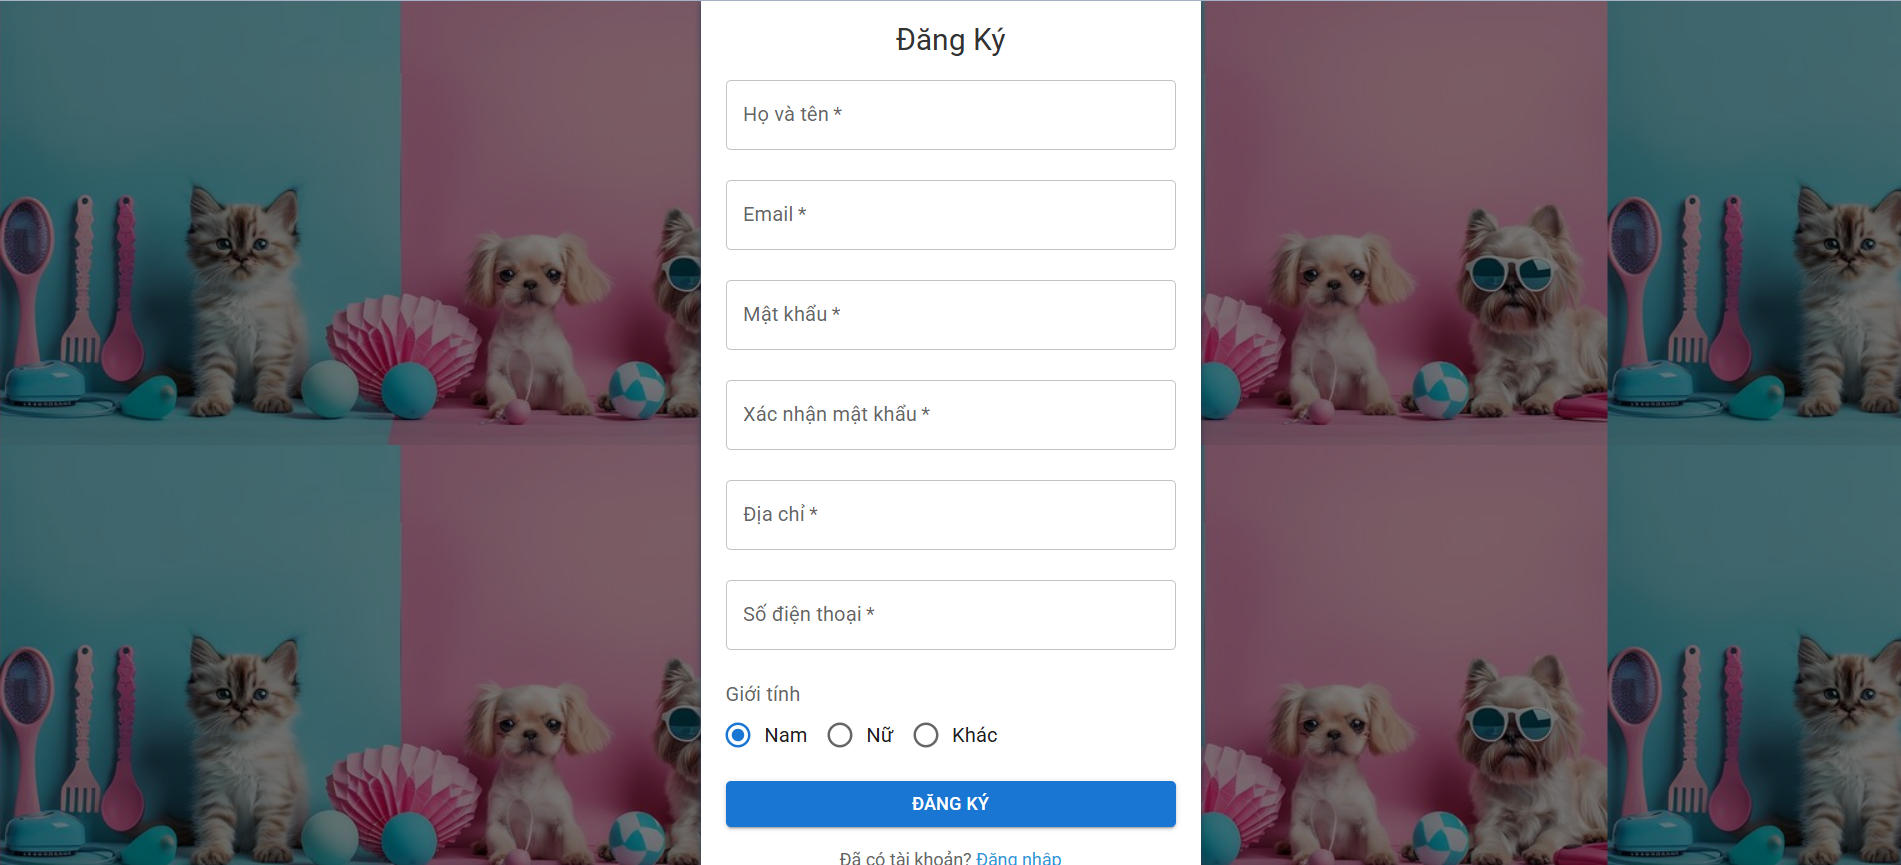 Đăng Ký
Họ và tên *
Email *
Mật khẩu *
Xác nhận mật khẩu *
Địa chỉ *
Số điện thoại *
Giới tính
Nam Nữ Khác
ĐĂNG KÝ
Đã có tài khoản? Đăng nhập